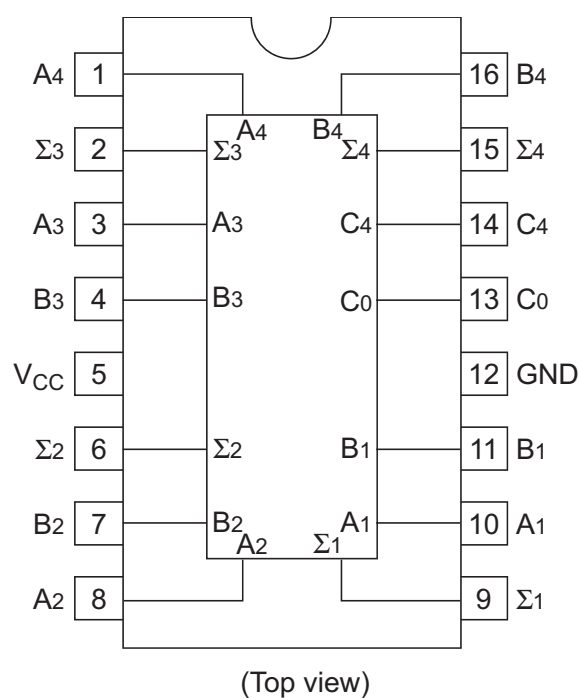 A4 1 16 B4
A4 B4
Σ3 2 Σ3 Σ4 15 Σ4
A3 3 A3 C4 14 C4
B3 4 B3 C0 13 C0
VCC 5 12 GND
Σ2 6 Σ2 B1 11 B1
B2 7 B2 A1 10 A1
A2 Σ1
A2 8 9 Σ1
(Top view)